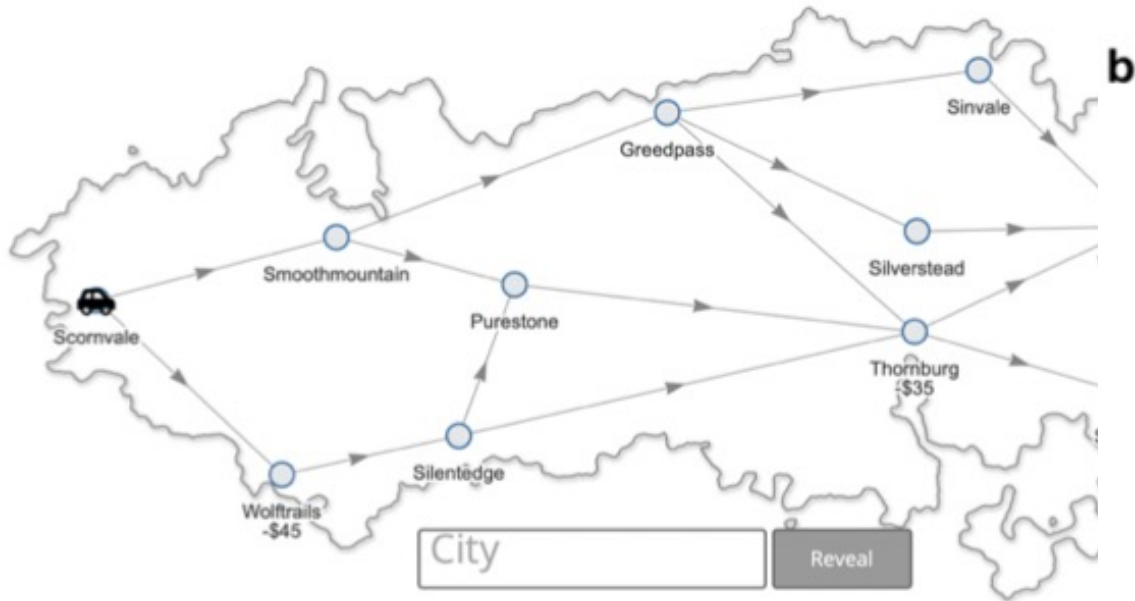 b
Sinvale
Greedpass
Silverstead
Smoothmountain
Purestone
Scornvale
Thornburg
-$35
Silentedge
Wolftrails
-$45
City
Reveal